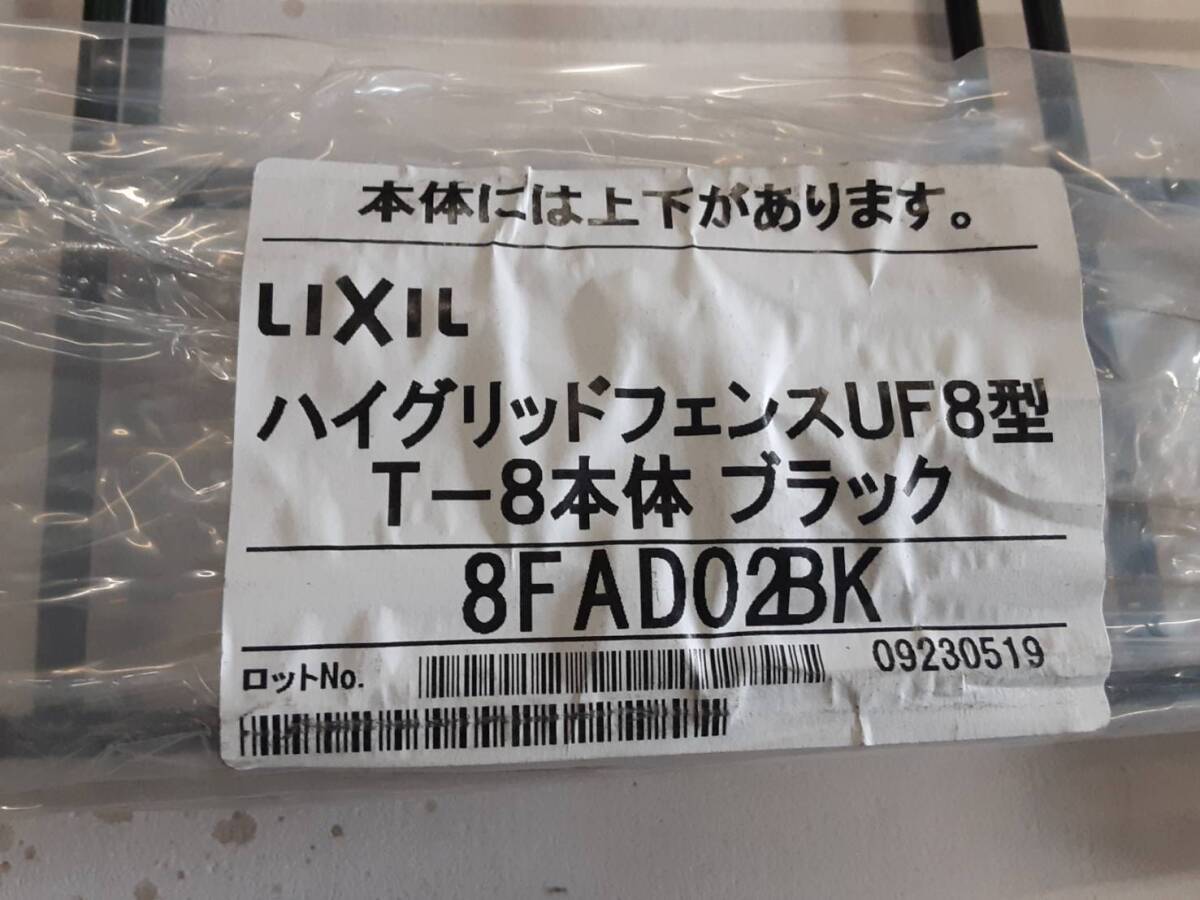 本体には上下があります。
LIXIL
ハイグリッドフェンスUF8型
T－8本体 ブラック
8FAD02BK
ロットNo.
09230519